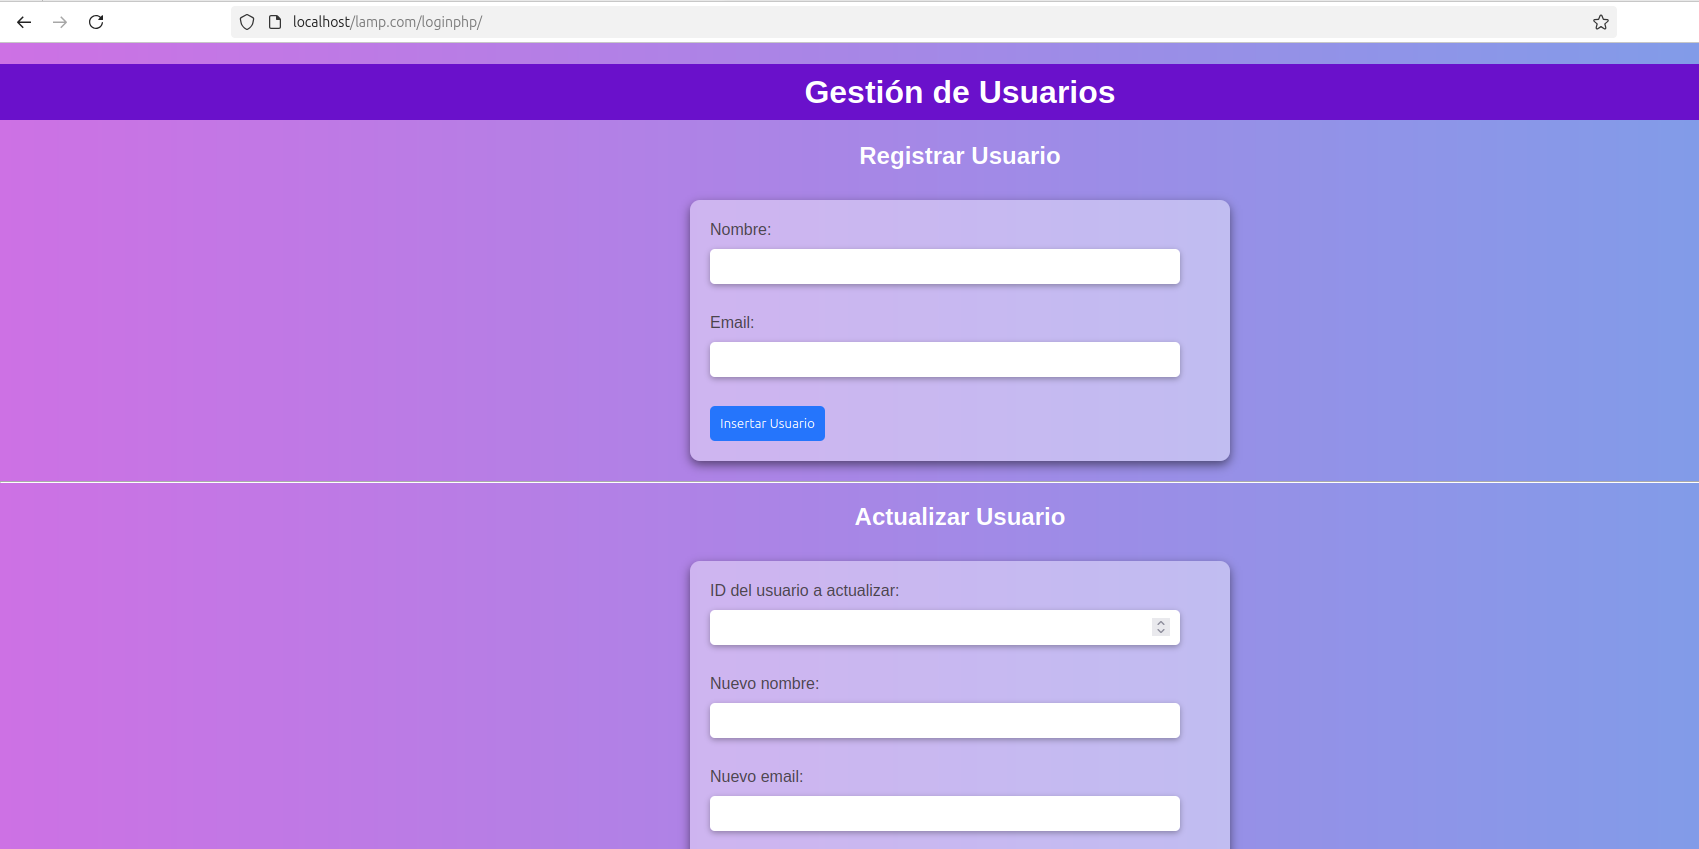 localhost/lamp.com/loginphp/
Gestión de Usuarios
Registrar Usuario
Nombre:
Email:
Insertar Usuario
Actualizar Usuario
ID del usuario a actualizar:
Nuevo nombre:
Nuevo email: